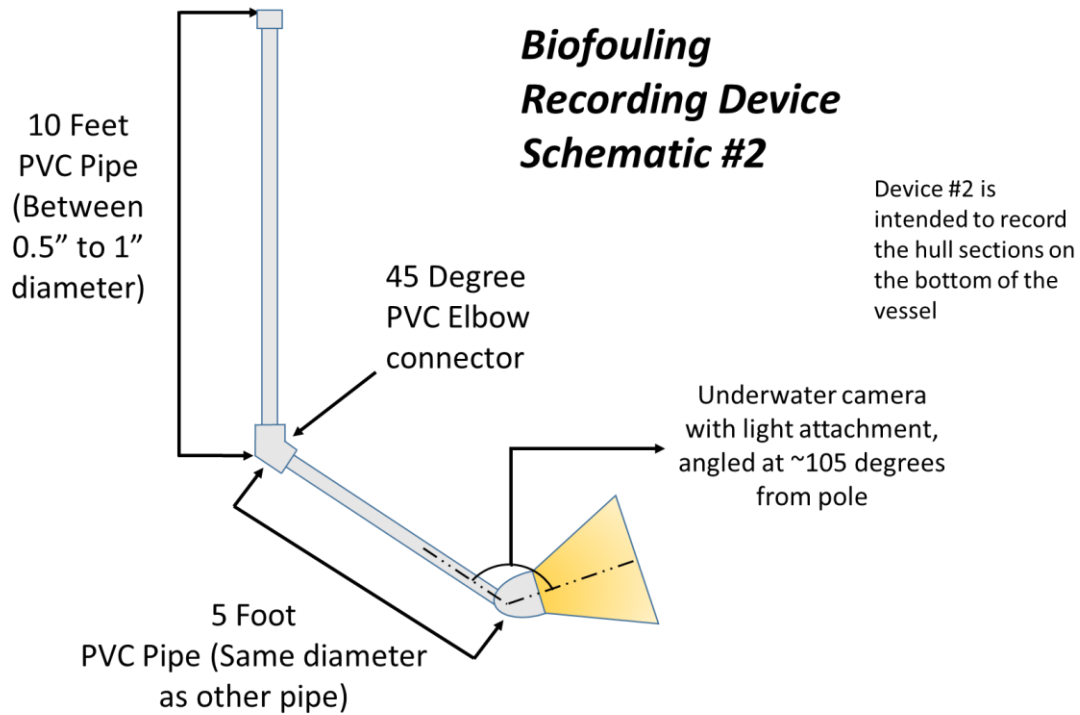 Biofouling
Recording Device
Schematic #2
10 Feet
PVC Pipe
(Between
0.5” to 1”
diameter)
Device #2 is
intended to record
the hull sections on
the bottom of the
vessel
45 Degree
PVC Elbow
connector
Underwater camera
with light attachment,
angled at ~105 degrees
from pole
5 Foot
PVC Pipe (Same diameter
as other pipe)